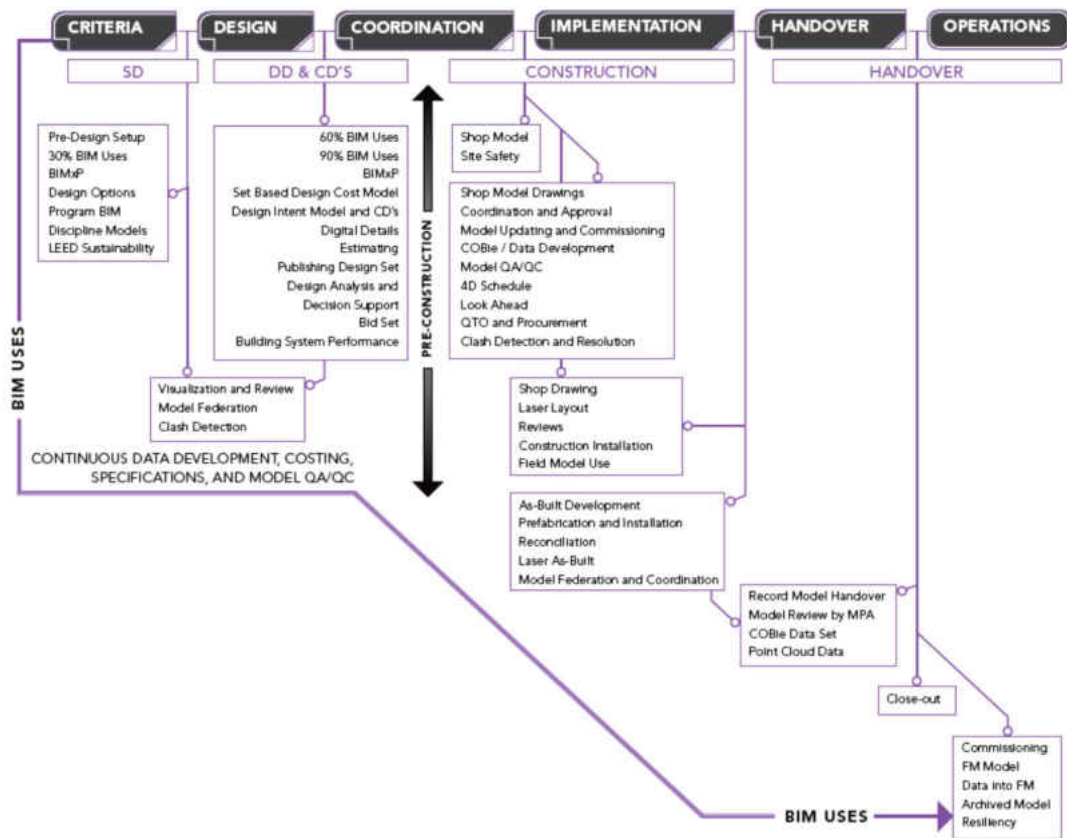 CRITERIA
DESIGN
COORDINATION
IMPLEMENTATION
HANDOVER
OPERATIONS
SD
DD & CD'S
CONSTRUCTION
HANDOVER
Pre-Design Setup
30% BIM Uses
BIMxP
Design Options
Program BIM
Discipline Models
LEED Sustainability
60% BIM Uses
90% BIM Uses
BIMxP
Set Based Design Cost Model
Design Intent Model and CD's
Digital Details
Estimating
Publishing Design Set
Design Analysis and
Decision Support
Bid Set
Building System Performance
Visualization and Review
Model Federation
Clash Detection
PRE-CONSTRUCTION
Shop Model
Site Safety
Shop Model Drawings
Coordination and Approval
Model Updating and Commissioning
COBie / Data Development
Model QA/QC
4D Schedule
Look Ahead
QTO and Procurement
Clash Detection and Resolution
Shop Drawing
Laser Layout
Reviews
Construction Installation
Field Model Use
As-Built Development
Prefabrication and Installation
Reconciliation
Laser As-Built
Model Federation and Coordination
Record Model Handover
Model Review by MPA
COBie Data Set
Point Cloud Data
Close-out
Commissioning
FM Model
Data into FM
Archived Model
Resiliency
BIM USES
CONTINUOUS DATA DEVELOPMENT, COSTING,
SPECIFICATIONS, AND MODEL QA/QC
BIM USES